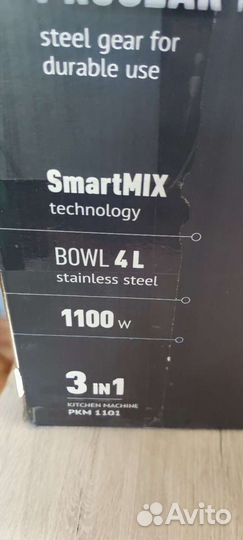 steel gear for
durable use
SmartMIX
technology
BOWL 4 L
stainless steel
1100 W
3 IN 1
KITCHEN MACHINE
PKM 1101
Avito